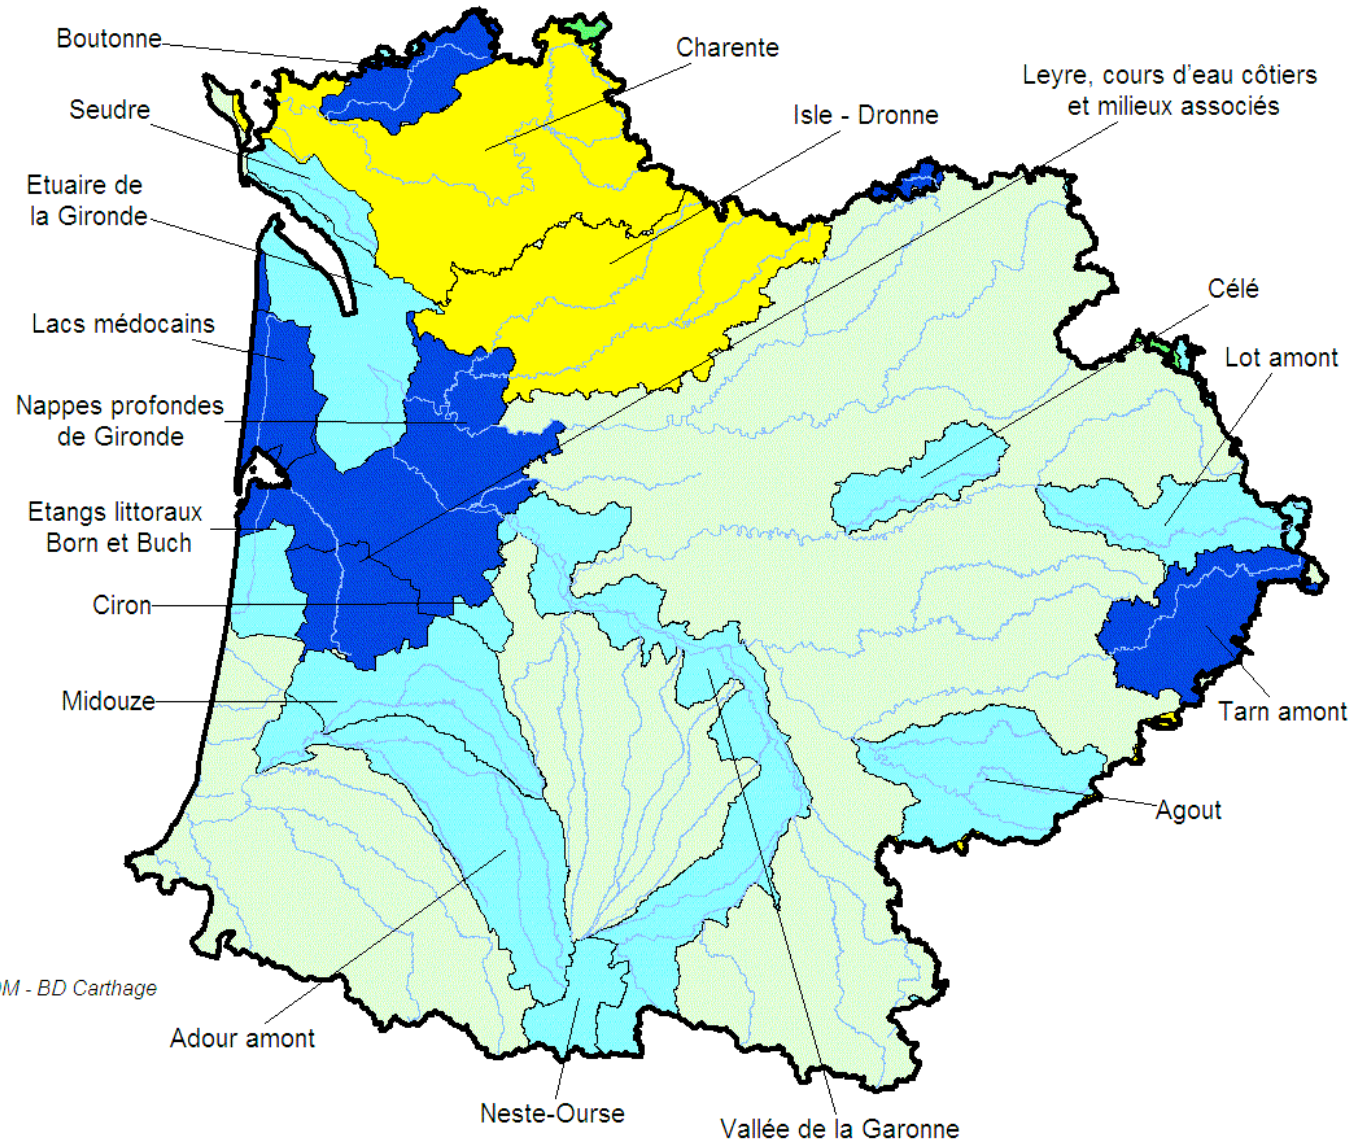 Boutonne
Charente
Leyre, cours d'eau côtiers
et milieux associés
Seudre
Isle - Dronne
Etuaire de
la Gironde
Célé
Lacs médocains
Lot amont
Nappes profondes
de Gironde
Etangs littoraux
Born et Buch
Ciron
Midouze
Tarn amont
Agout
M - BD Carthage
Adour amont
Neste-Ourse
Vallée de la Garonne